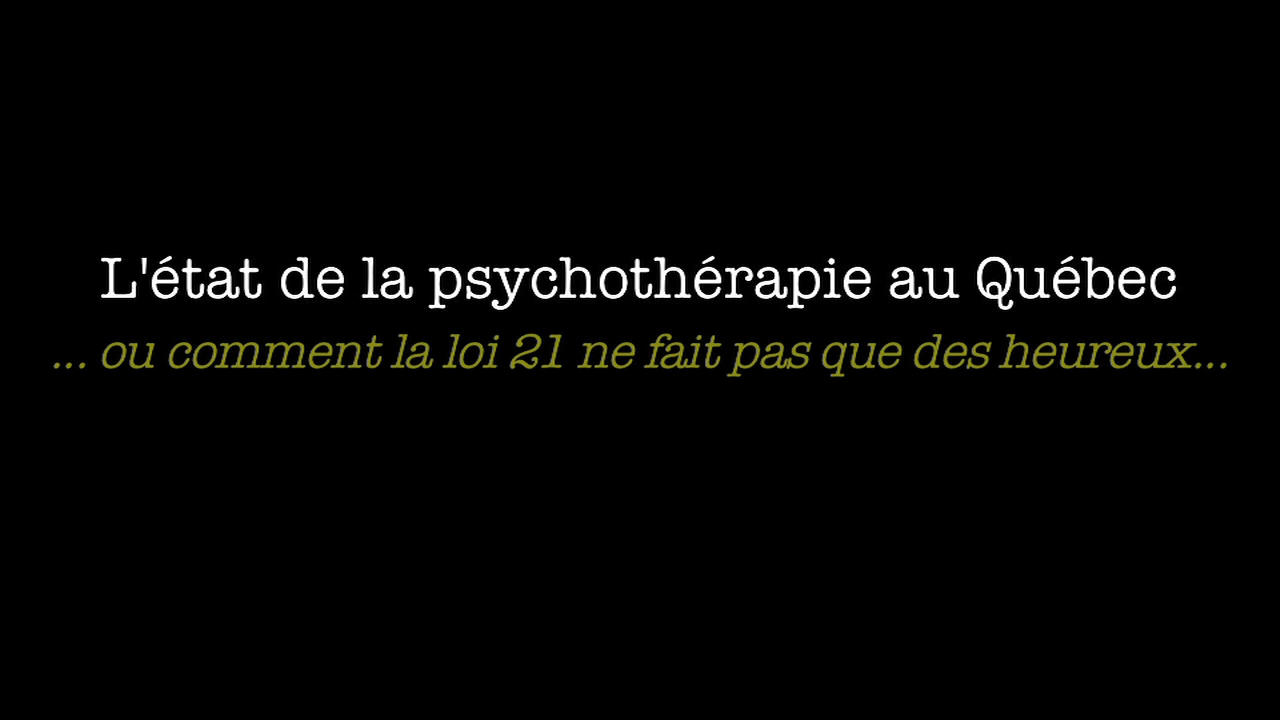 L'état de la psychothérapie au Québec
... ou comment la loi 21 ne fait pas que des heureux...